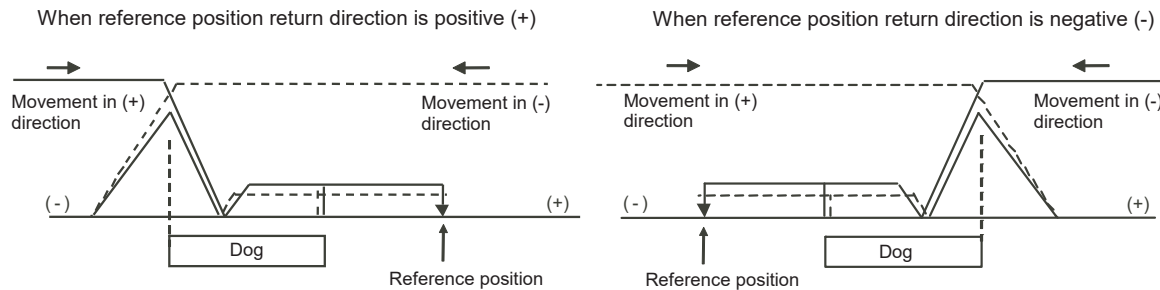 When reference position return direction is positive (+)
Movement in (+)
direction
Movement in (-)
direction
(-)
(+)
Dog
Reference position
When reference position return direction is negative (-)
Movement in (+)
direction
Movement in (-)
direction
(-)
(+)
Dog
Reference position